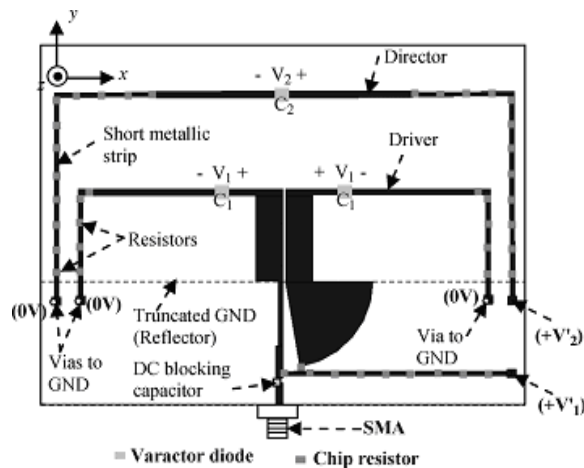 y
z
x
- V2 +
C2
Director
Short metallic
strip
- V1 +
C1
+ V1 -
C1
Driver
Resistors
(0V)
(0V)
Truncated GND
(Reflector)
(0V)
Vias to
GND
DC blocking
capacitor
Via to
GND
(+V'2)
(+V'1)
SMA
Varactor diode
Chip resistor